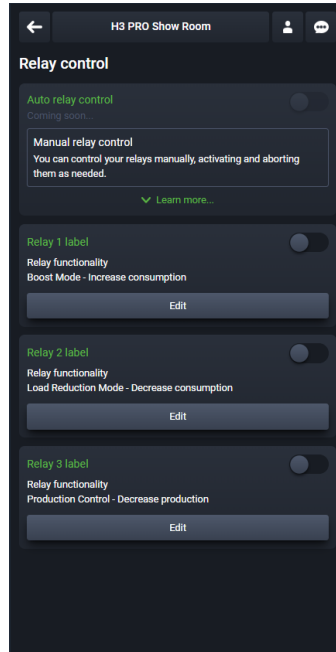 H3 PRO Show Room
Relay control
Auto relay control
Coming soon...
Manual relay control
You can control your relays manually, activating and aborting
them as needed.
Learn more...
Relay 1 label
Relay functionality
Boost Mode - Increase consumption
Edit
Relay 2 label
Relay functionality
Load Reduction Mode - Decrease consumption
Edit
Relay 3 label
Relay functionality
Production Control - Decrease production
Edit